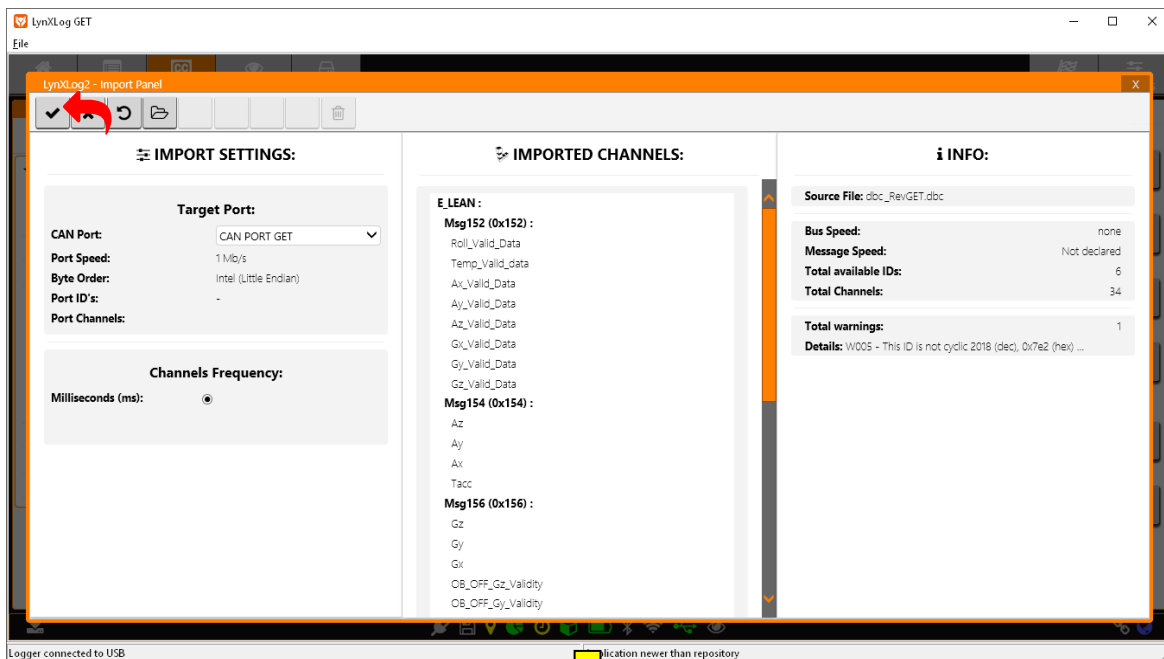 LynXLog GET
File
CC
LynXLog2 - Import Panel
X
IMPORT SETTINGS:
Target Port:
CAN Port: CAN PORT GET
Port Speed: 1 Mb/s
Byte Order: Intel (Little Endian)
Port ID's: -
Port Channels:
Channels Frequency:
Milliseconds (ms):
IMPORTED CHANNELS:
E_LEAN :
Msg152 (0x152) :
Roll_Valid_Data
Temp_Valid_data
Ax_Valid_Data
Ay_Valid_Data
Az_Valid_Data
Gx_Valid_Data
Gy_Valid_Data
Gz_Valid_Data
Msg154 (0x154) :
Az
Ay
Ax
Tacc
Msg156 (0x156) :
Gz
Gy
Gx
OB_OFF_Gz_Validity
OB_OFF_Gy_Validity
i INFO:
Source File: dbc_RevGET.dbc
Bus Speed: none
Message Speed: Not declared
Total available IDs: 6
Total Channels: 34
Total warnings: 1
Details: W005 - This ID is not cyclic 2018 (dec), 0x7e2 (hex) ...
Logger connected to USB
plication newer than repository